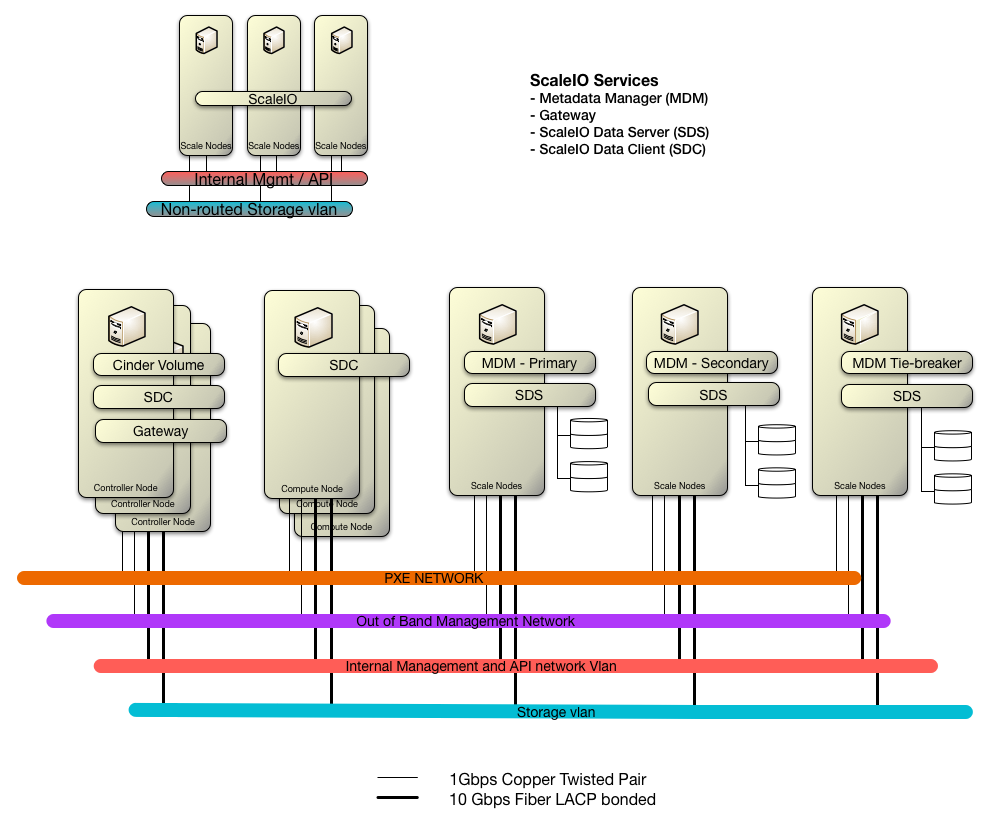 ScaleIO
Scale Nodes
Scale Nodes
Scale Nodes
Internal Mgmt / API
Non-routed Storage vlan
ScaleIO Services
- Metadata Manager (MDM)
- Gateway
- ScaleIO Data Server (SDS)
- ScaleIO Data Client (SDC)
Cinder Volume
SDC
Gateway
Controller Node
Controller Node
Controller Node
SDC
Compute Node
Compute Node
Compute Node
MDM - Primary
SDS
Scale Nodes
MDM - Secondary
SDS
Scale Nodes
MDM Tie-breaker
SDS
Scale Nodes
PXE NETWORK
Out of Band Management Network
Internal Management and API network Vlan
Storage vlan
1Gbps Copper Twisted Pair
10 Gbps Fiber LACP bonded